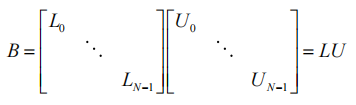 B = [ L_0 ⋱ L_{N-1} ] [ U_0 ⋱ U_{N-1} ] = LU